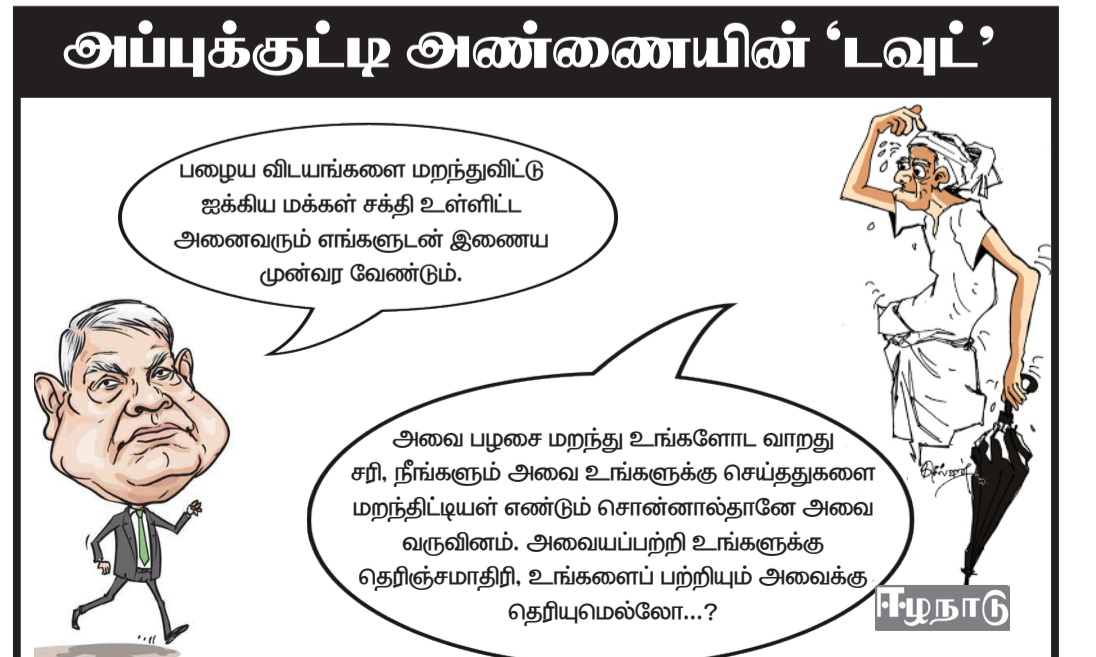 அப்புக்குட்டி அண்ணையின் ‘டவுட்’
பழைய விடயங்களை மறந்துவிட்டு
ஐக்கிய மக்கள் சக்தி உள்ளிட்ட
அனைவரும் எங்களுடன் இணைய
முன்வர வேண்டும்.
அவை பழசை மறந்து உங்களோட வாறது
சரி, நீங்களும் அவை உங்களுக்கு செய்ததுகளை
மறந்திட்டியள் எண்டும் சொன்னால்தானே அவை
வருவினம். அவையப்பற்றி உங்களுக்கு
தெரிஞ்சமாதிரி, உங்களைப் பற்றியும் அவைக்கு
தெரியுமெல்லோ...?
ஈழநாடு